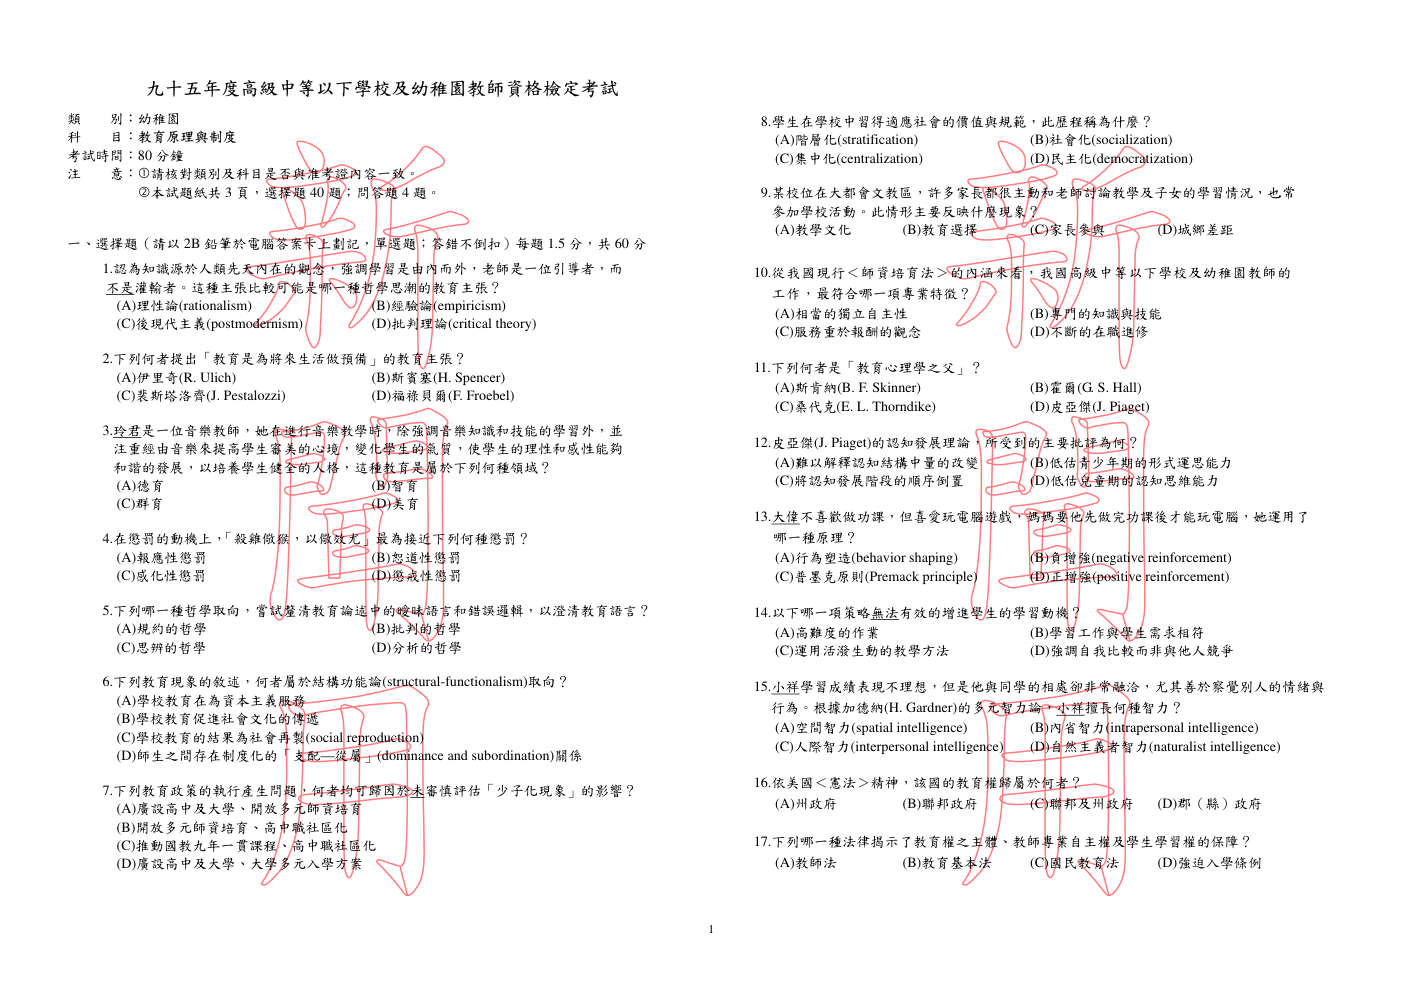 九十五年度高級中等以下學校及幼稚園教師資格檢定考試
類　　別：幼稚園
科　　目：教育原理與制度
考試時間：80 分鐘
注　　意：①請核對類別及科目是否與准考證內容一致。
②本試題紙共 3 頁，選擇題 40 題；問答題 4 題。
一、選擇題（請以 2B 鉛筆於電腦答案卡上劃記，單選題；答錯不倒扣）每題 1.5 分，共 60 分
1.認為知識源於人類先天內在的觀念，強調學習是由內而外，老師是一位引導者，而
不是灌輸者。這種主張比較可能是哪一種哲學思潮的教育主張？
(A)理性論(rationalism) (B)經驗論(empiricism)
(C)後現代主義(postmodernism) (D)批判理論(critical theory)
2.下列何者提出「教育是為將來生活做預備」的教育主張？
(A)伊里奇(R. Ulich) (B)斯賓塞(H. Spencer)
(C)裴斯塔洛齊(J. Pestalozzi) (D)福祿貝爾(F. Froebel)
3.玲君是一位音樂教師，她在進行音樂教學時，除強調音樂知識和技能的學習外，並
注重經由音樂來提高學生審美的心境，變化學生的氣質，使學生的理性和感性能夠
和諧的發展，以培養學生健全的人格，這種教育是屬於下列何種領域？
(A)德育 (B)智育
(C)群育 (D)美育
4.在懲罰的動機上，「殺雞儆猴，以儆效尤」最為接近下列何種懲罰？
(A)報應性懲罰 (B)恕道性懲罰
(C)感化性懲罰 (D)懲戒性懲罰
5.下列哪一種哲學取向，嘗試釐清教育論述中的曖昧語言和錯誤邏輯，以澄清教育語言？
(A)規約的哲學 (B)批判的哲學
(C)思辨的哲學 (D)分析的哲學
6.下列教育現象的敘述，何者屬於結構功能論(structural-functionalism)取向？
(A)學校教育在為資本主義服務
(B)學校教育促進社會文化的傳遞
(C)學校教育的結果為社會再製(social reproduction)
(D)師生之間存在制度化的「支配—從屬」(dominance and subordination)關係
7.下列教育政策的執行產生問題，何者均可歸因於未審慎評估「少子化現象」的影響？
(A)廣設高中及大學、開放多元師資培育
(B)開放多元師資培育、高中職社區化
(C)推動國教九年一貫課程、高中職社區化
(D)廣設高中及大學、大學多元入學方案
8.學生在學校中習得適應社會的價值與規範，此歷程稱為什麼？
(A)階層化(stratification) (B)社會化(socialization)
(C)集中化(centralization) (D)民主化(democratization)
9.某校位在大都會文教區，許多家長都很主動和老師討論教學及子女的學習情況，也常
參加學校活動。此情形主要反映什麼現象？
(A)教學文化 (B)教育選擇 (C)家長參與 (D)城鄉差距
10.從我國現行＜師資培育法＞的內涵來看，我國高級中等以下學校及幼稚園教師的
工作，最符合哪一項專業特徵？
(A)相當的獨立自主性 (B)專門的知識與技能
(C)服務重於報酬的觀念 (D)不斷的在職進修
11.下列何者是「教育心理學之父」？
(A)斯肯納(B. F. Skinner) (B)霍爾(G. S. Hall)
(C)桑代克(E. L. Thorndike) (D)皮亞傑(J. Piaget)
12.皮亞傑(J. Piaget)的認知發展理論，所受到的主要批評為何？
(A)難以解釋認知結構中量的改變 (B)低估青少年期的形式運思能力
(C)將認知發展階段的順序倒置 (D)低估兒童期的認知思維能力
13.大偉不喜歡做功課，但喜愛玩電腦遊戲，媽媽要他先做完功課後才能玩電腦，她運用了
哪一種原理？
(A)行為塑造(behavior shaping) (B)負增強(negative reinforcement)
(C)普墨克原則(Premack principle) (D)正增強(positive reinforcement)
14.以下哪一項策略無法有效的增進學生的學習動機？
(A)高難度的作業 (B)學習工作與學生需求相符
(C)運用活潑生動的教學方法 (D)強調自我比較而非與他人競爭
15.小祥學習成績表現不理想，但是他與同學的相處卻非常融洽，尤其善於察覺別人的情緒與
行為。根據加德納(H. Gardner)的多元智力論，小祥擅長何種智力？
(A)空間智力(spatial intelligence) (B)內省智力(intrapersonal intelligence)
(C)人際智力(interpersonal intelligence) (D)自然主義者智力(naturalist intelligence)
16.依美國＜憲法＞精神，該國的教育權歸屬於何者？
(A)州政府 (B)聯邦政府 (C)聯邦及州政府 (D)郡（縣）政府
17.下列哪一種法律揭示了教育權之主體、教師專業自主權及學生學習權的保障？
(A)教師法 (B)教育基本法 (C)國民教育法 (D)強迫入學條例
新聞用
新聞用
1